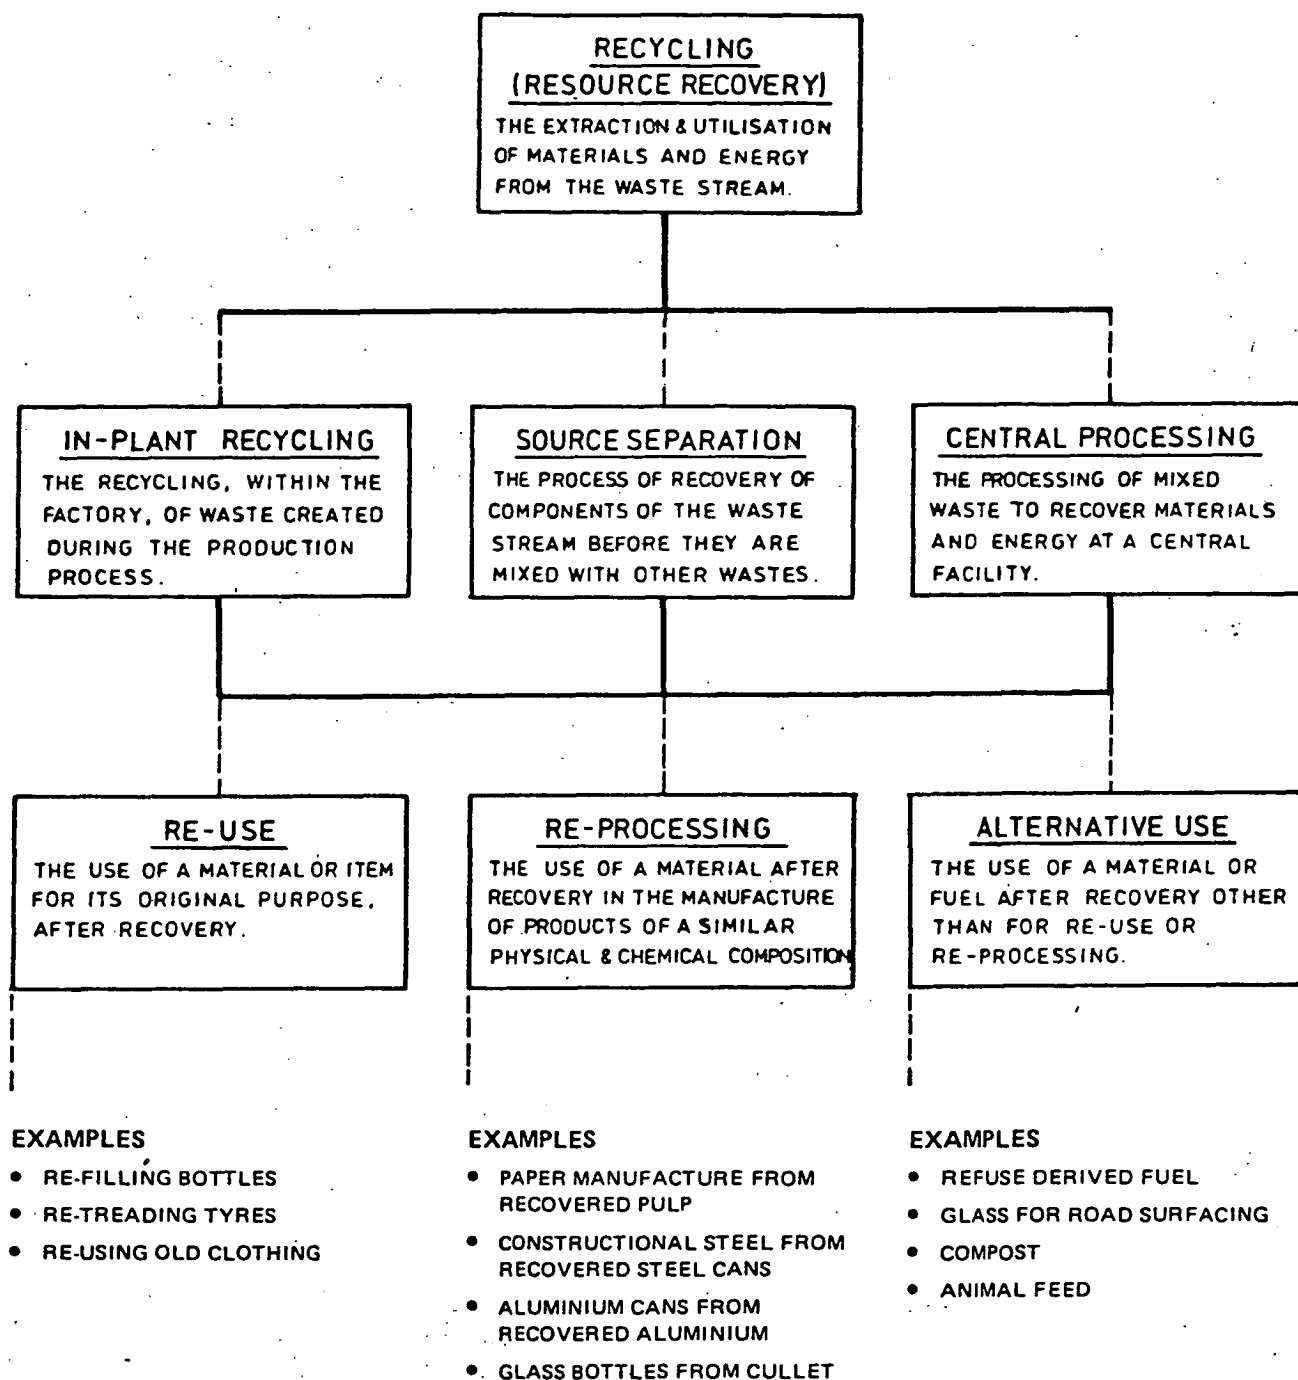 RECYCLING
(RESOURCE RECOVERY)
THE EXTRACTION & UTILISATION
OF MATERIALS AND ENERGY
FROM THE WASTE STREAM.
IN-PLANT RECYCLING
THE RECYCLING, WITHIN THE
FACTORY, OF WASTE CREATED
DURING THE PRODUCTION
PROCESS.
SOURCE SEPARATION
THE PROCESS OF RECOVERY OF
COMPONENTS OF THE WASTE
STREAM BEFORE THEY ARE
MIXED WITH OTHER WASTES.
CENTRAL PROCESSING
THE PROCESSING OF MIXED
WASTE TO RECOVER MATERIALS
AND ENERGY AT A CENTRAL
FACILITY.
RE-USE
THE USE OF A MATERIAL OR ITEM
FOR ITS ORIGINAL PURPOSE,
AFTER RECOVERY.
RE-PROCESSING
THE USE OF A MATERIAL AFTER
RECOVERY IN THE MANUFACTURE
OF PRODUCTS OF A SIMILAR
PHYSICAL & CHEMICAL COMPOSITION
ALTERNATIVE USE
THE USE OF A MATERIAL OR
FUEL AFTER RECOVERY OTHER
THAN FOR RE-USE OR
RE-PROCESSING.
EXAMPLES
• RE-FILLING BOTTLES
• RE-TREADING TYRES
• RE-USING OLD CLOTHING
EXAMPLES
• PAPER MANUFACTURE FROM
RECOVERED PULP
• CONSTRUCTIONAL STEEL FROM
RECOVERED STEEL CANS
• ALUMINIUM CANS FROM
RECOVERED ALUMINIUM
• GLASS BOTTLES FROM CULLET
EXAMPLES
• REFUSE DERIVED FUEL
• GLASS FOR ROAD SURFACING
• COMPOST
• ANIMAL FEED